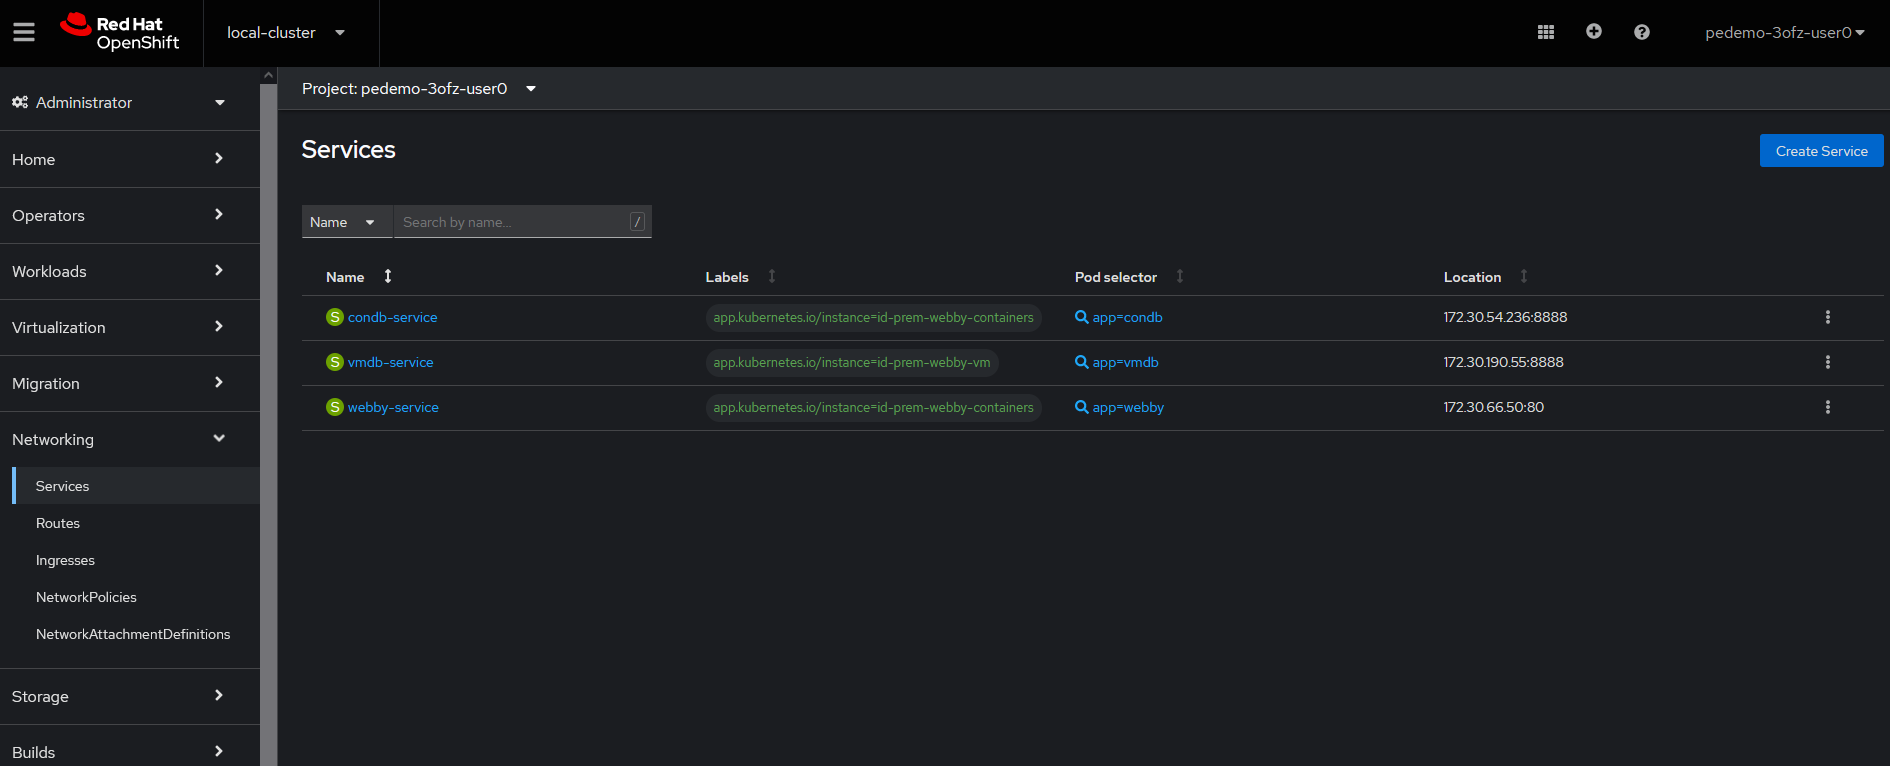 Red Hat
OpenShift
local-cluster
pedemo-3ofz-user0
Administrator
Home
Operators
Workloads
Virtualization
Migration
Networking
Services
Routes
Ingresses
NetworkPolicies
NetworkAttachmentDefinitions
Storage
Builds
Project: pedemo-3ofz-user0
Services
Create Service
Name Search by name... /
Name Labels Pod selector Location
S condb-service app.kubernetes.io/instance=id-prem-webby-containers app=condb 172.30.54.236:8888
S vmdb-service app.kubernetes.io/instance=id-prem-webby-vm app=vmdb 172.30.190.55:8888
S webby-service app.kubernetes.io/instance=id-prem-webby-containers app=webby 172.30.66.50:80